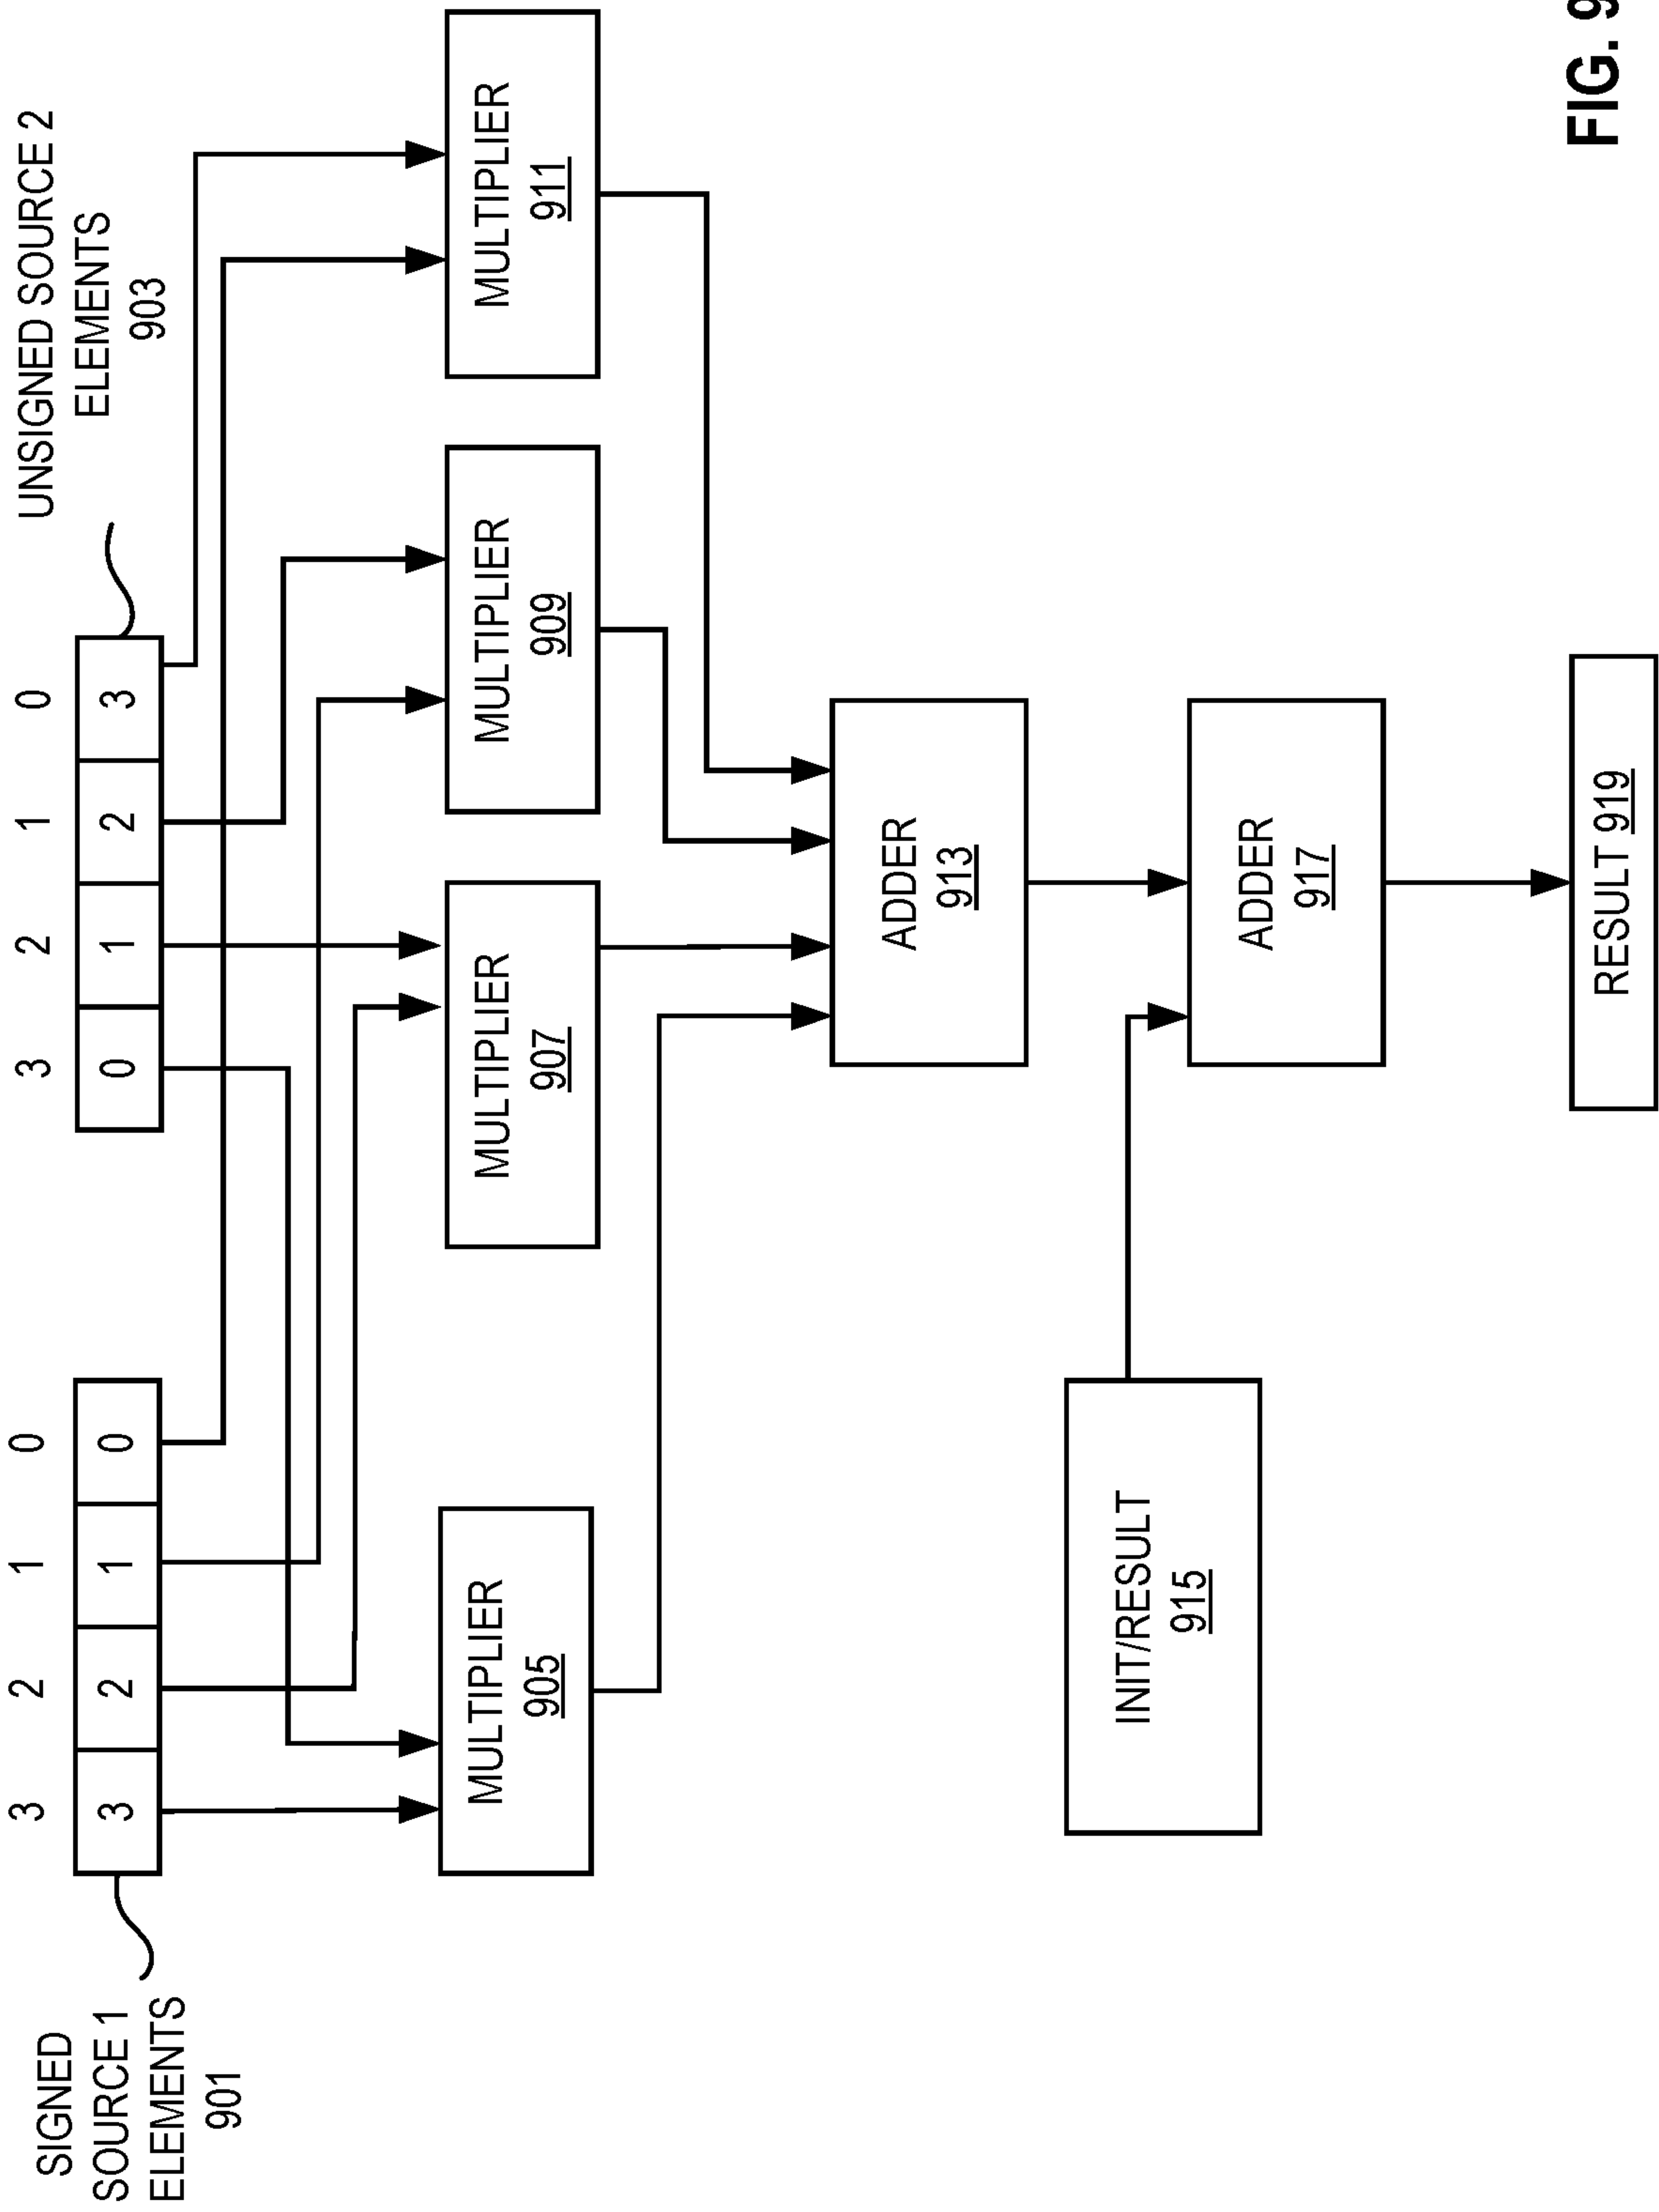 SIGNED
SOURCE 1
ELEMENTS
901
3 2 1 0
3 2 1 0
UNSIGNED SOURCE 2
ELEMENTS
903
3 2 1 0
0 1 2 3
MULTIPLIER
905
MULTIPLIER
907
MULTIPLIER
909
MULTIPLIER
911
ADDER
913
INIT/RESULT
915
ADDER
917
RESULT 919
FIG. 9